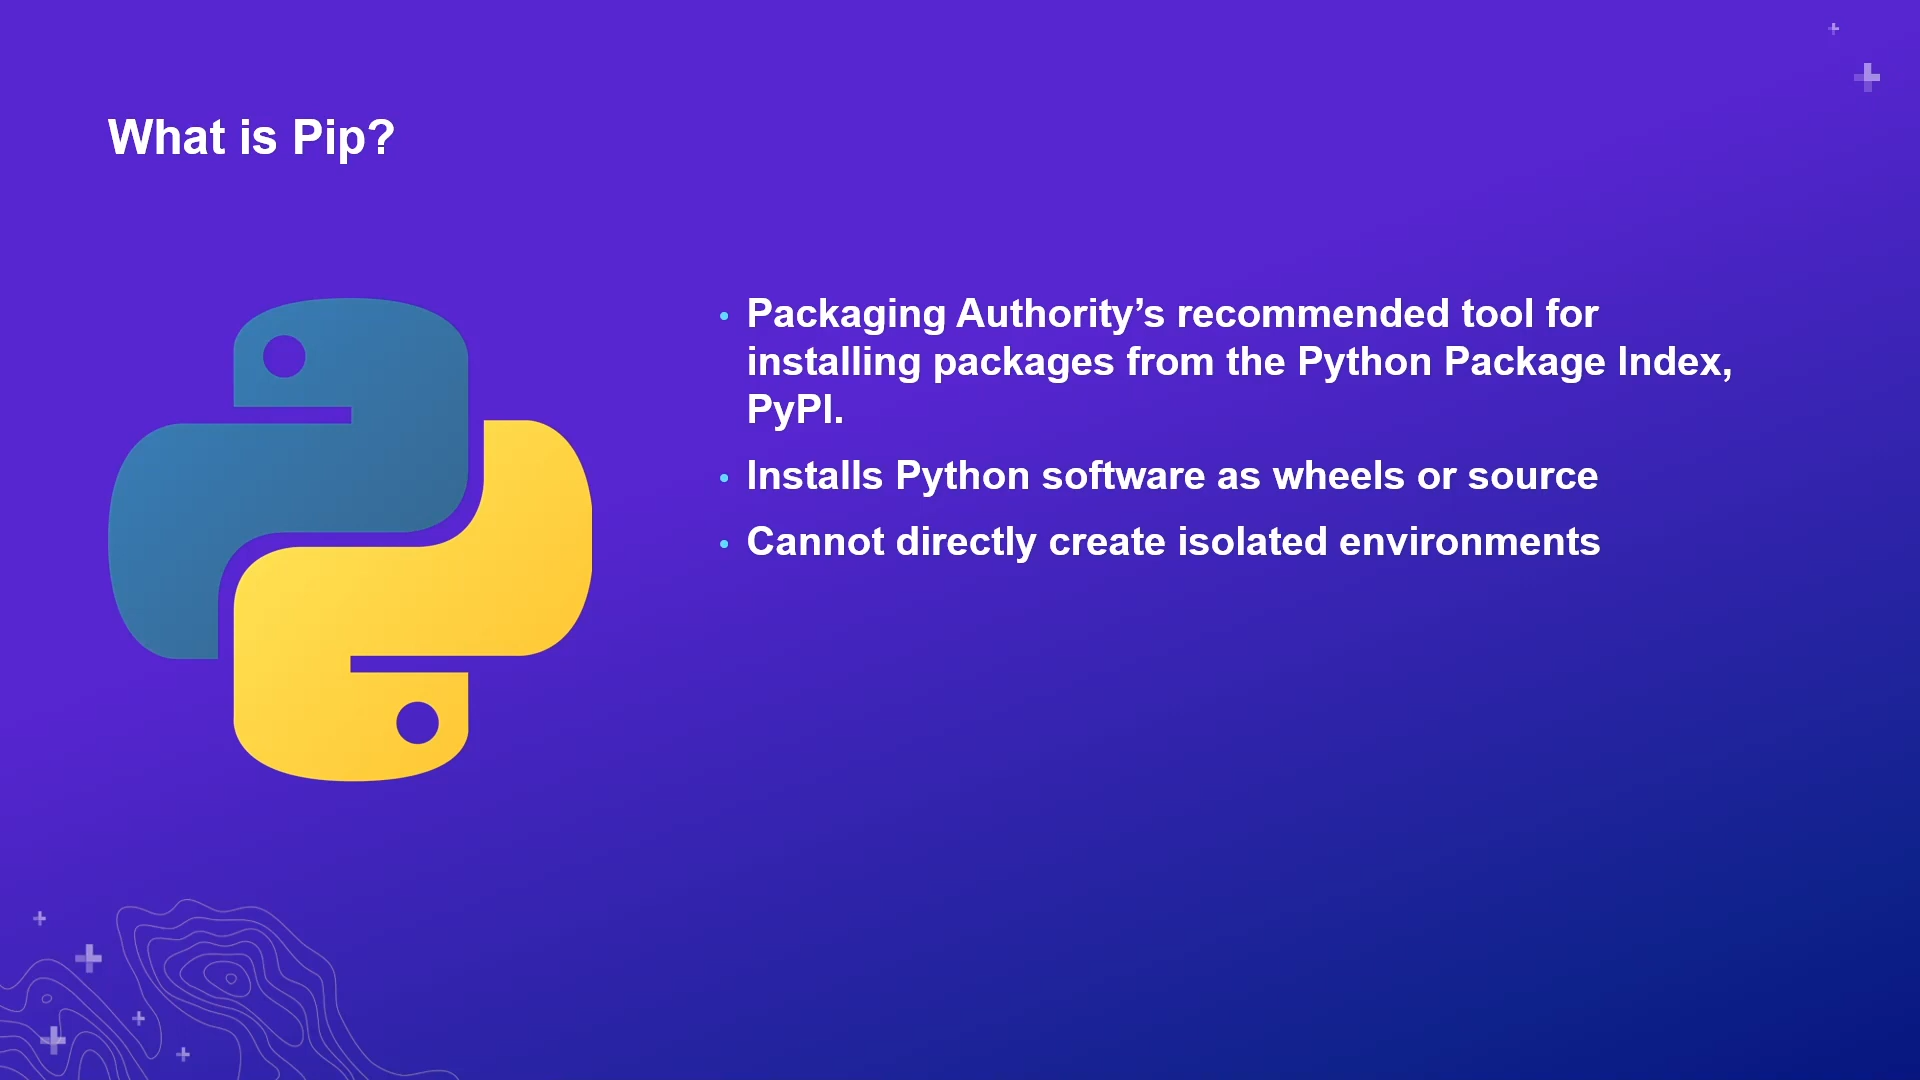 What is Pip?
• Packaging Authority’s recommended tool for
installing packages from the Python Package Index,
PyPI.
• Installs Python software as wheels or source
• Cannot directly create isolated environments